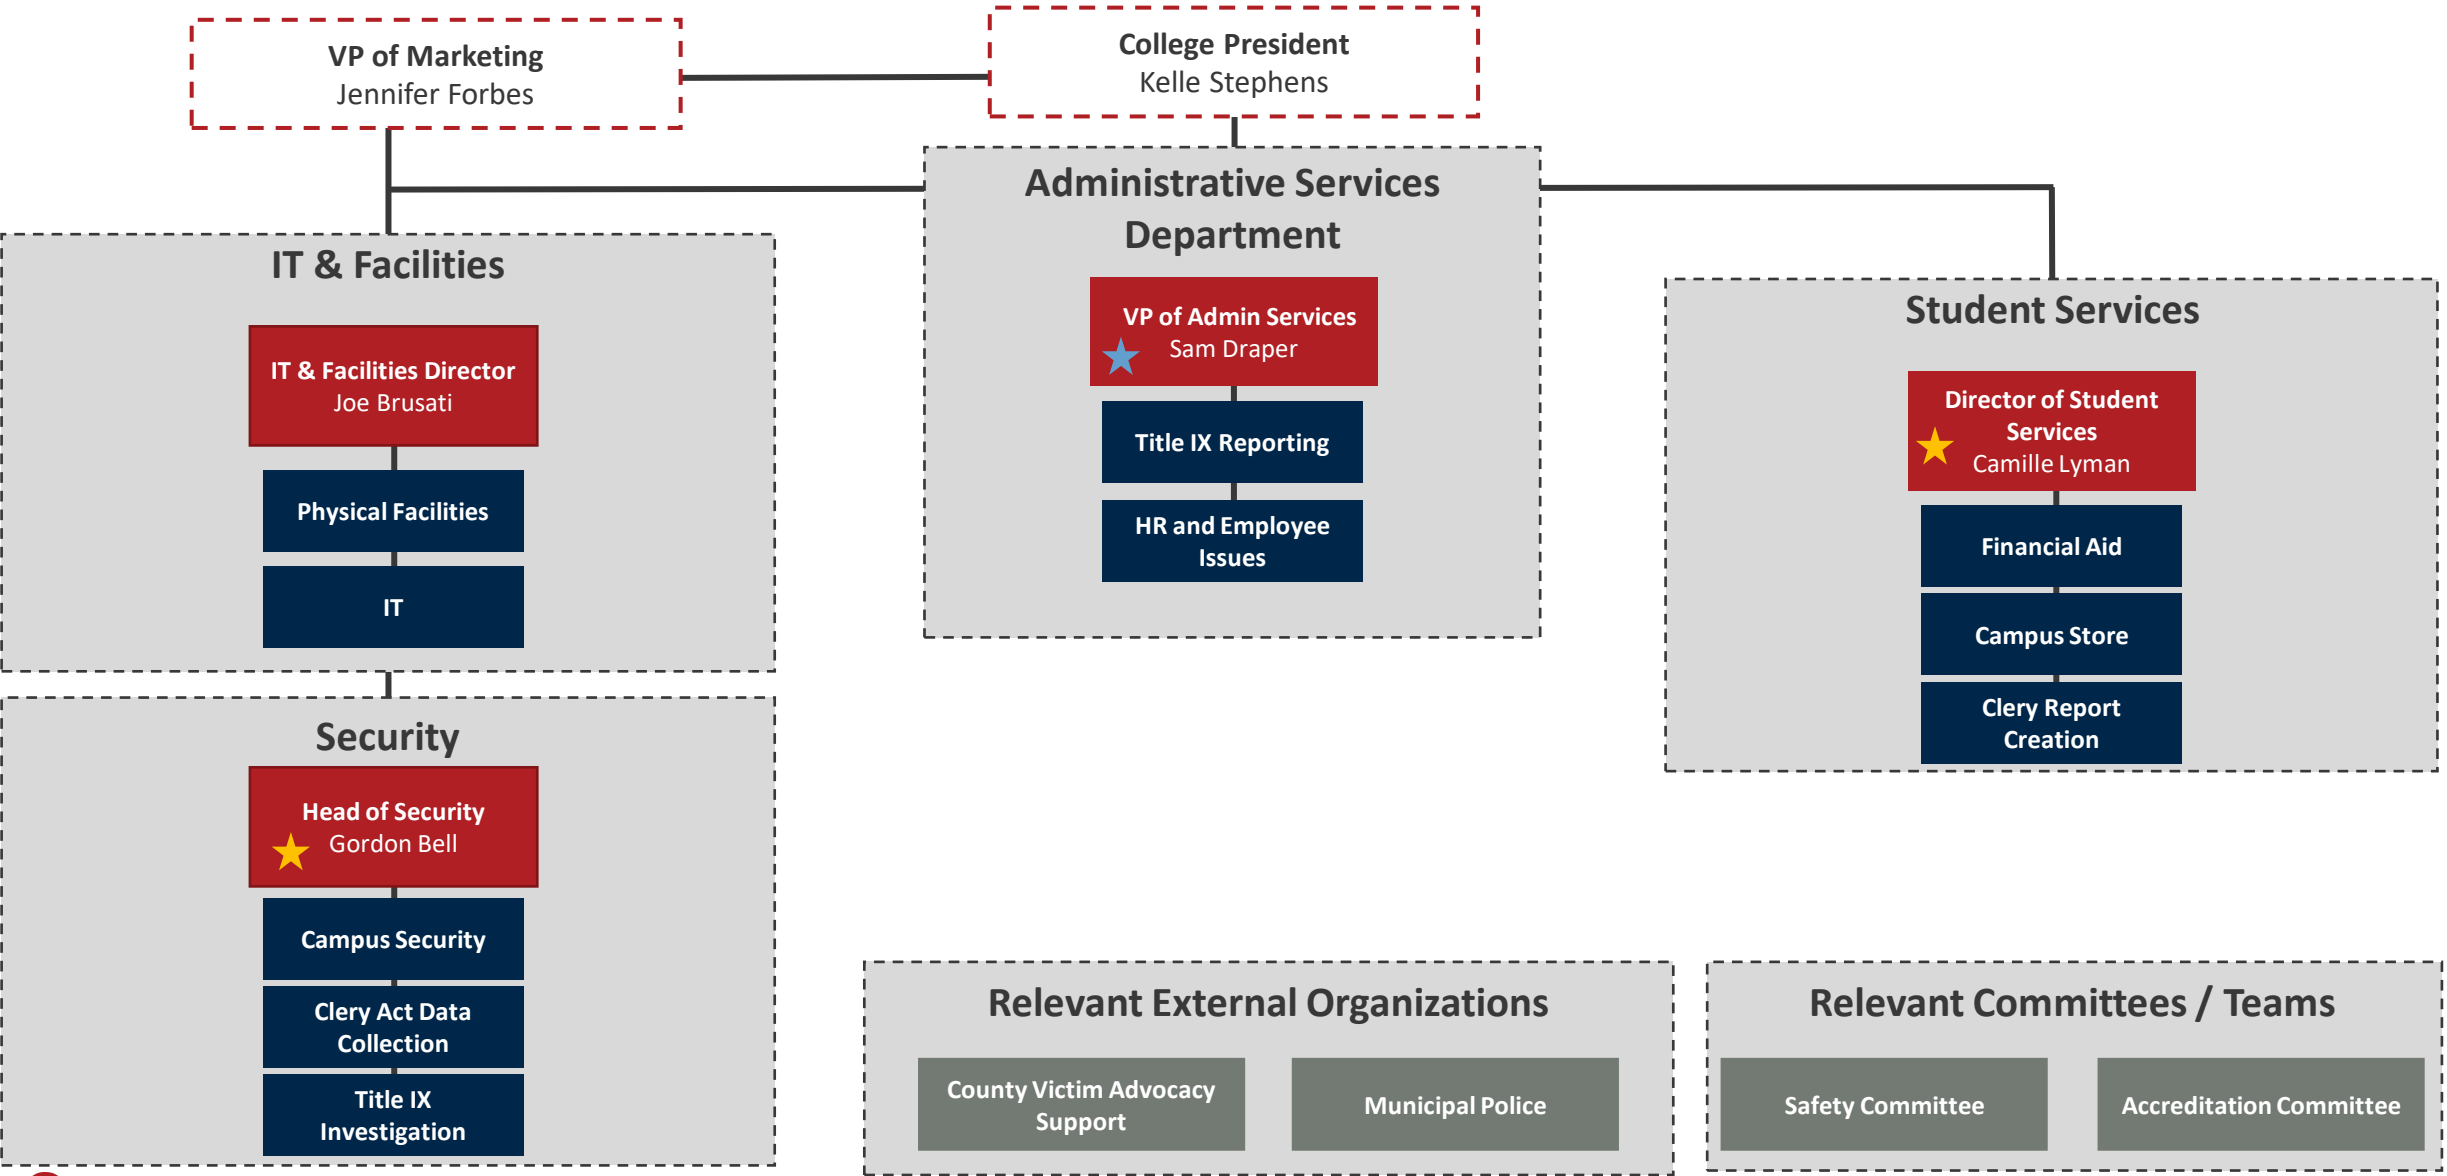 VP of Marketing
Jennifer Forbes
College President
Kelle Stephens
Administrative Services
Department
VP of Admin Services
Sam Draper
Title IX Reporting
HR and Employee
Issues
IT & Facilities
IT & Facilities Director
Joe Brusati
Physical Facilities
IT
Student Services
Director of Student
Services
Camille Lyman
Financial Aid
Campus Store
Clery Report
Creation
Security
Head of Security
Gordon Bell
Campus Security
Clery Act Data
Collection
Title IX
Investigation
Relevant External Organizations
County Victim Advocacy
Support
Municipal Police
Relevant Committees / Teams
Safety Committee
Accreditation Committee